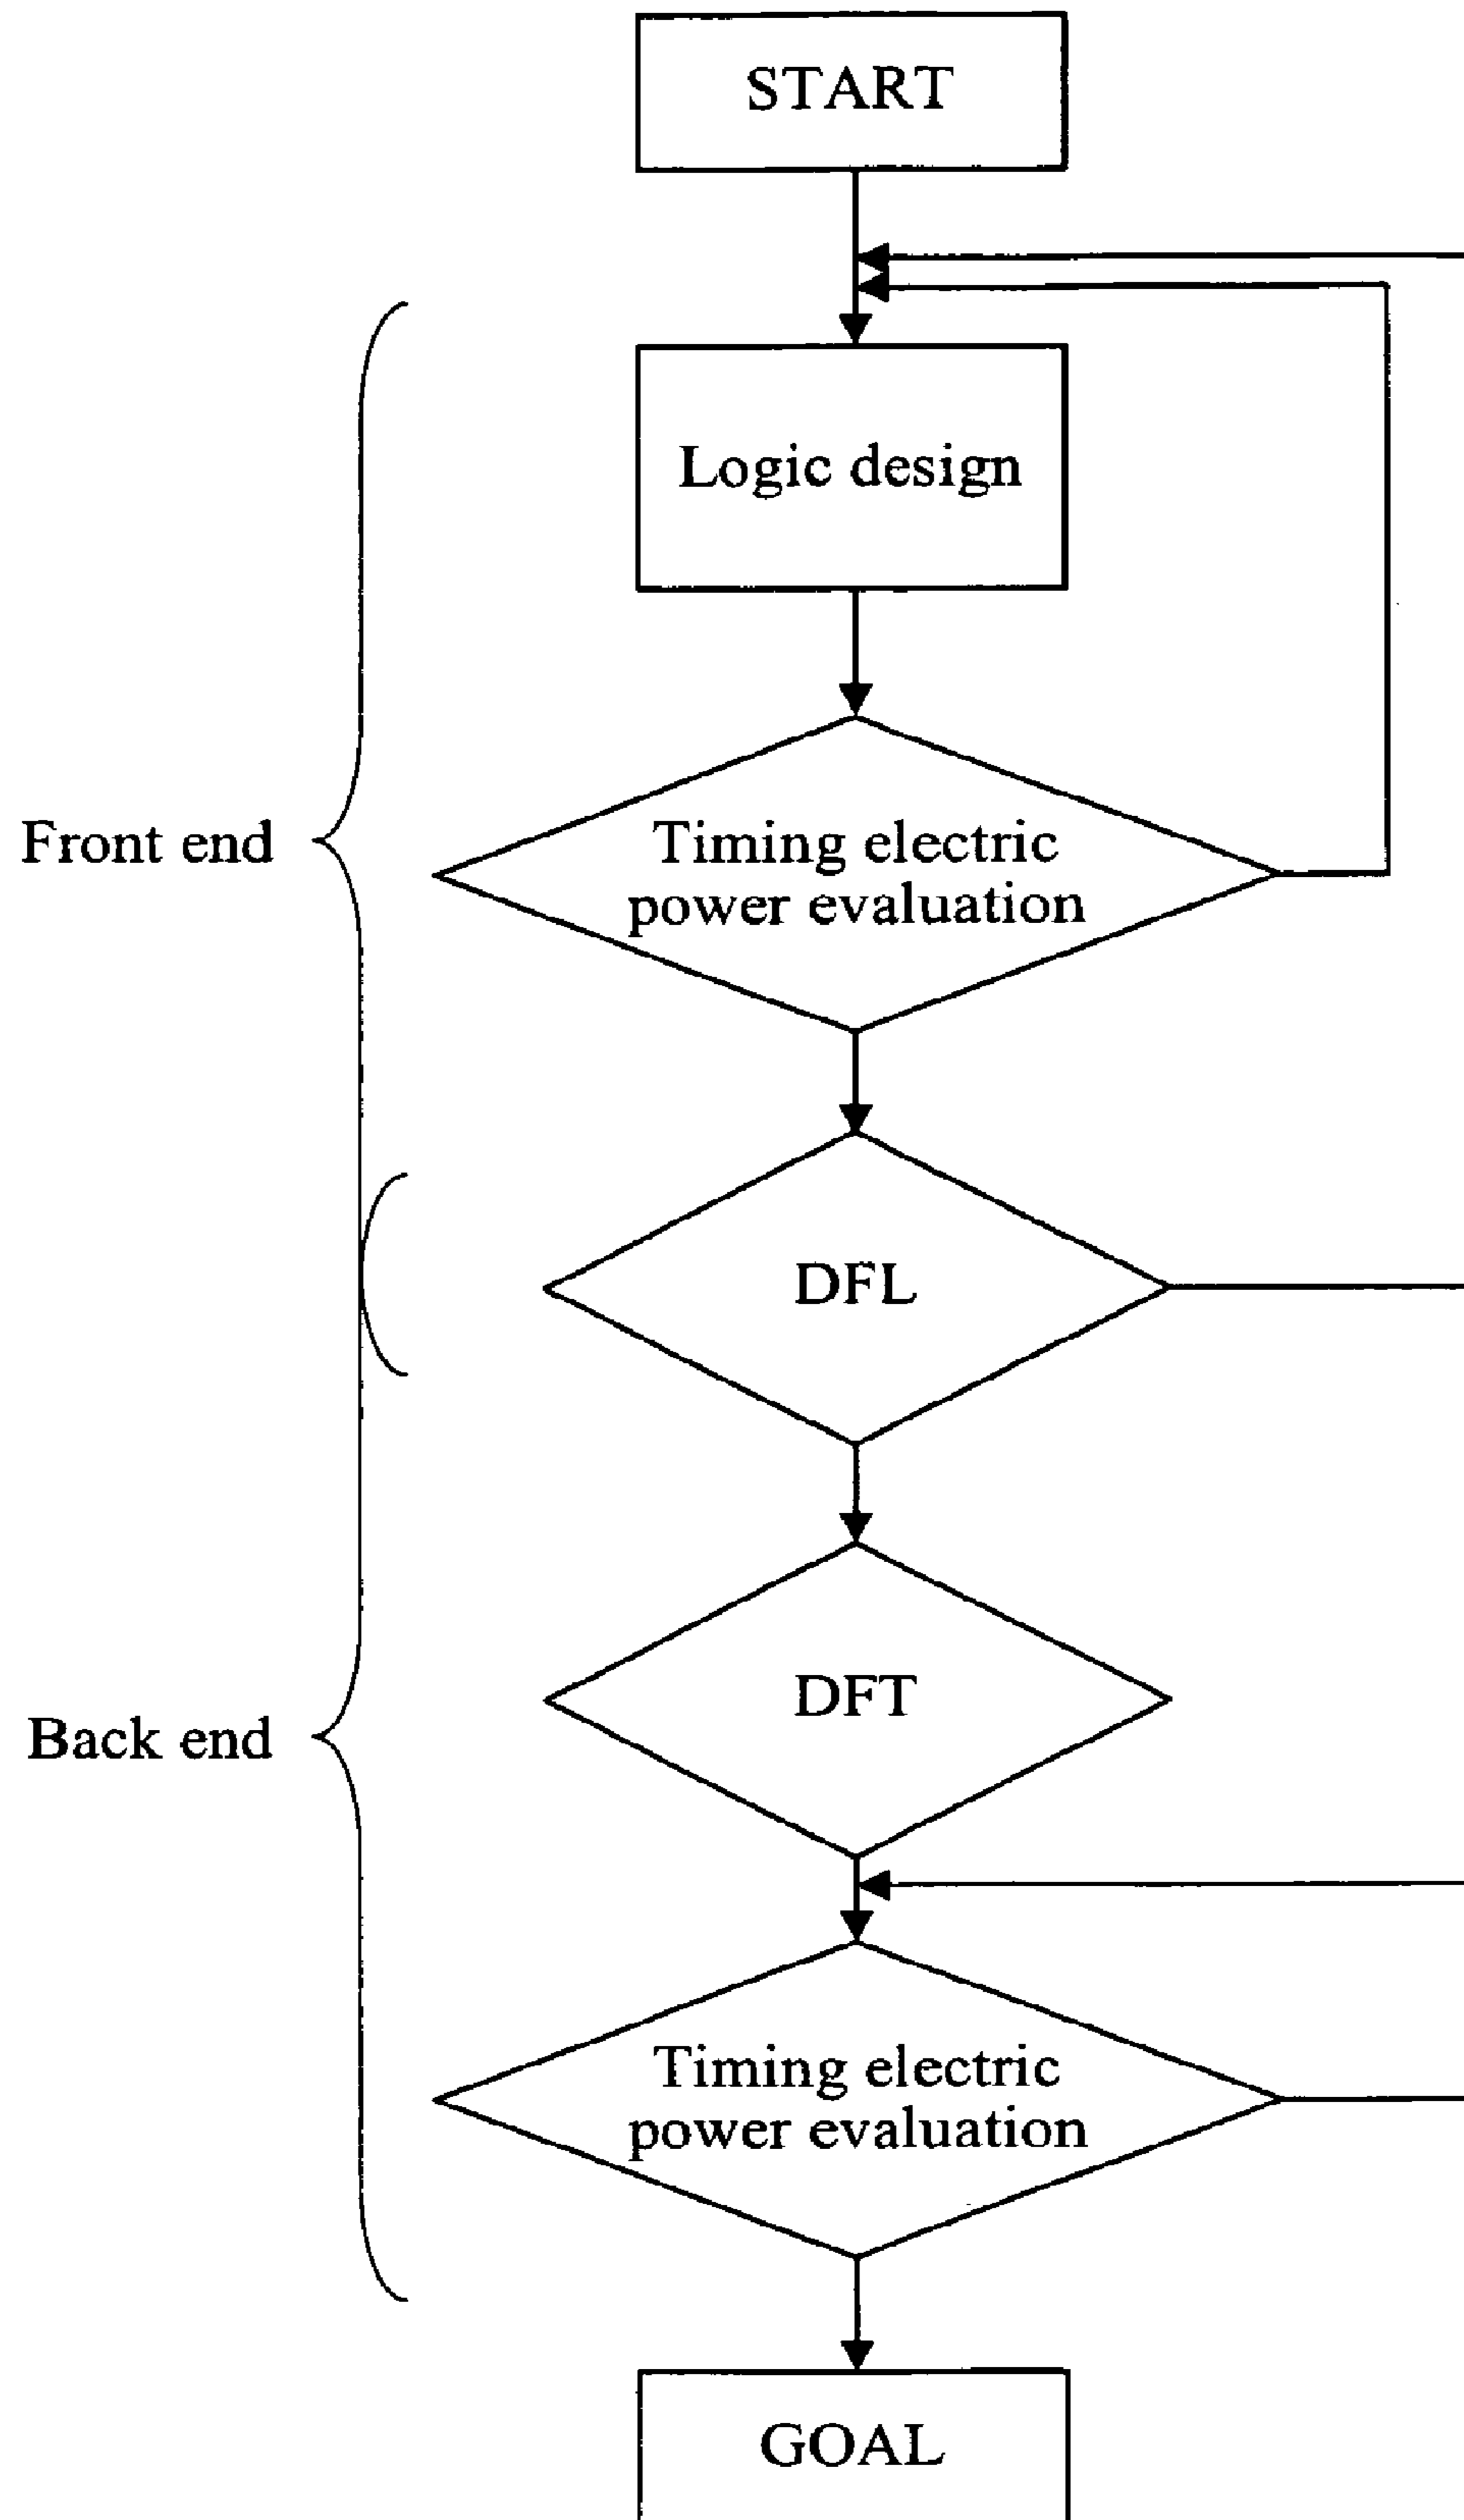 START
Logic design
Front end
Timing electric
power evaluation
DFL
DFT
Back end
Timing electric
power evaluation
GOAL